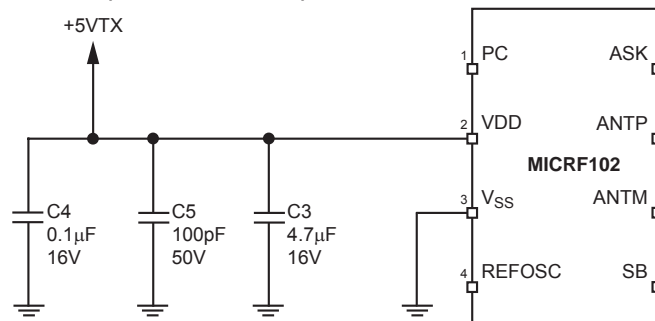 +5VTX
1 PC ASK
2 VDD ANTP
MICRF102
3 VSS ANTM
4 REFOSC SB
C4
0.1µF
16V
C5
100pF
50V
C3
4.7µF
16V